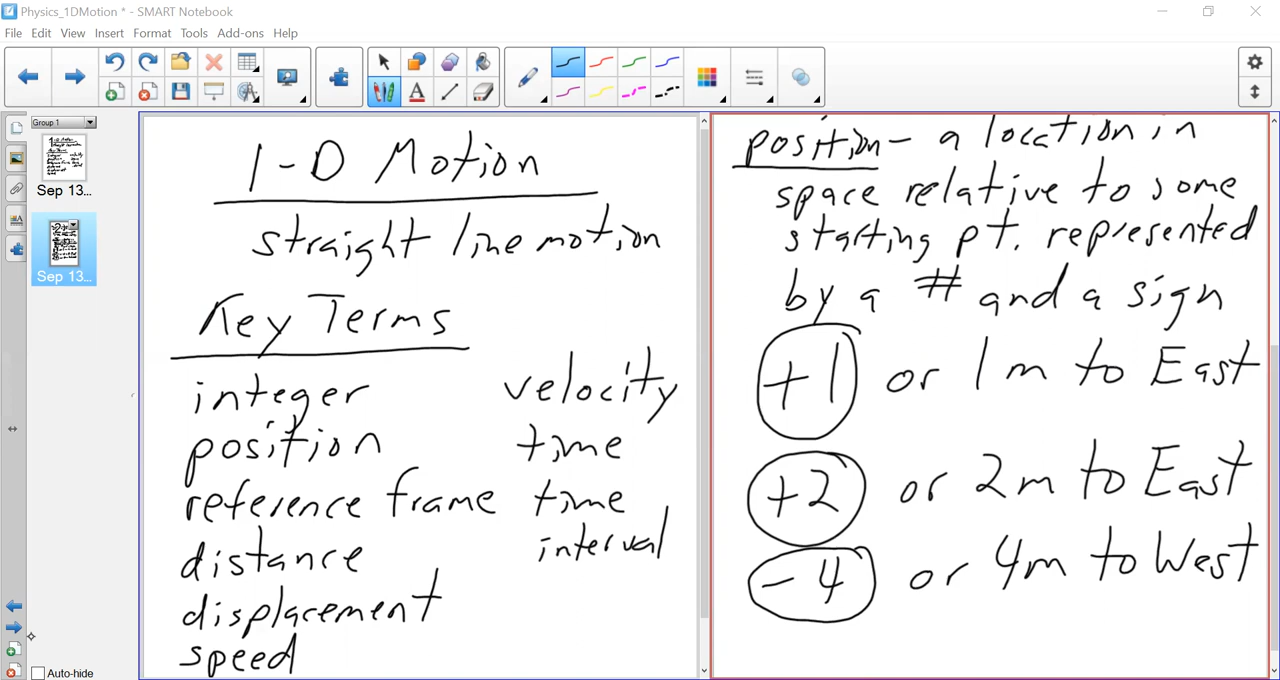 Physics_1DMotion * - SMART Notebook
File Edit View Insert Format Tools Add-ons Help
Group 1
Sep 13...
Sep 13...
Auto-hide
1-D Motion
straight line motion
Key Terms
integer
position
reference frame
distance
displacement
speed
velocity
time
time
interval
position - a location in
space relative to some
starting pt. represented
by a # and a sign
+1 or 1m to East
+2 or 2m to East
-4 or 4m to West